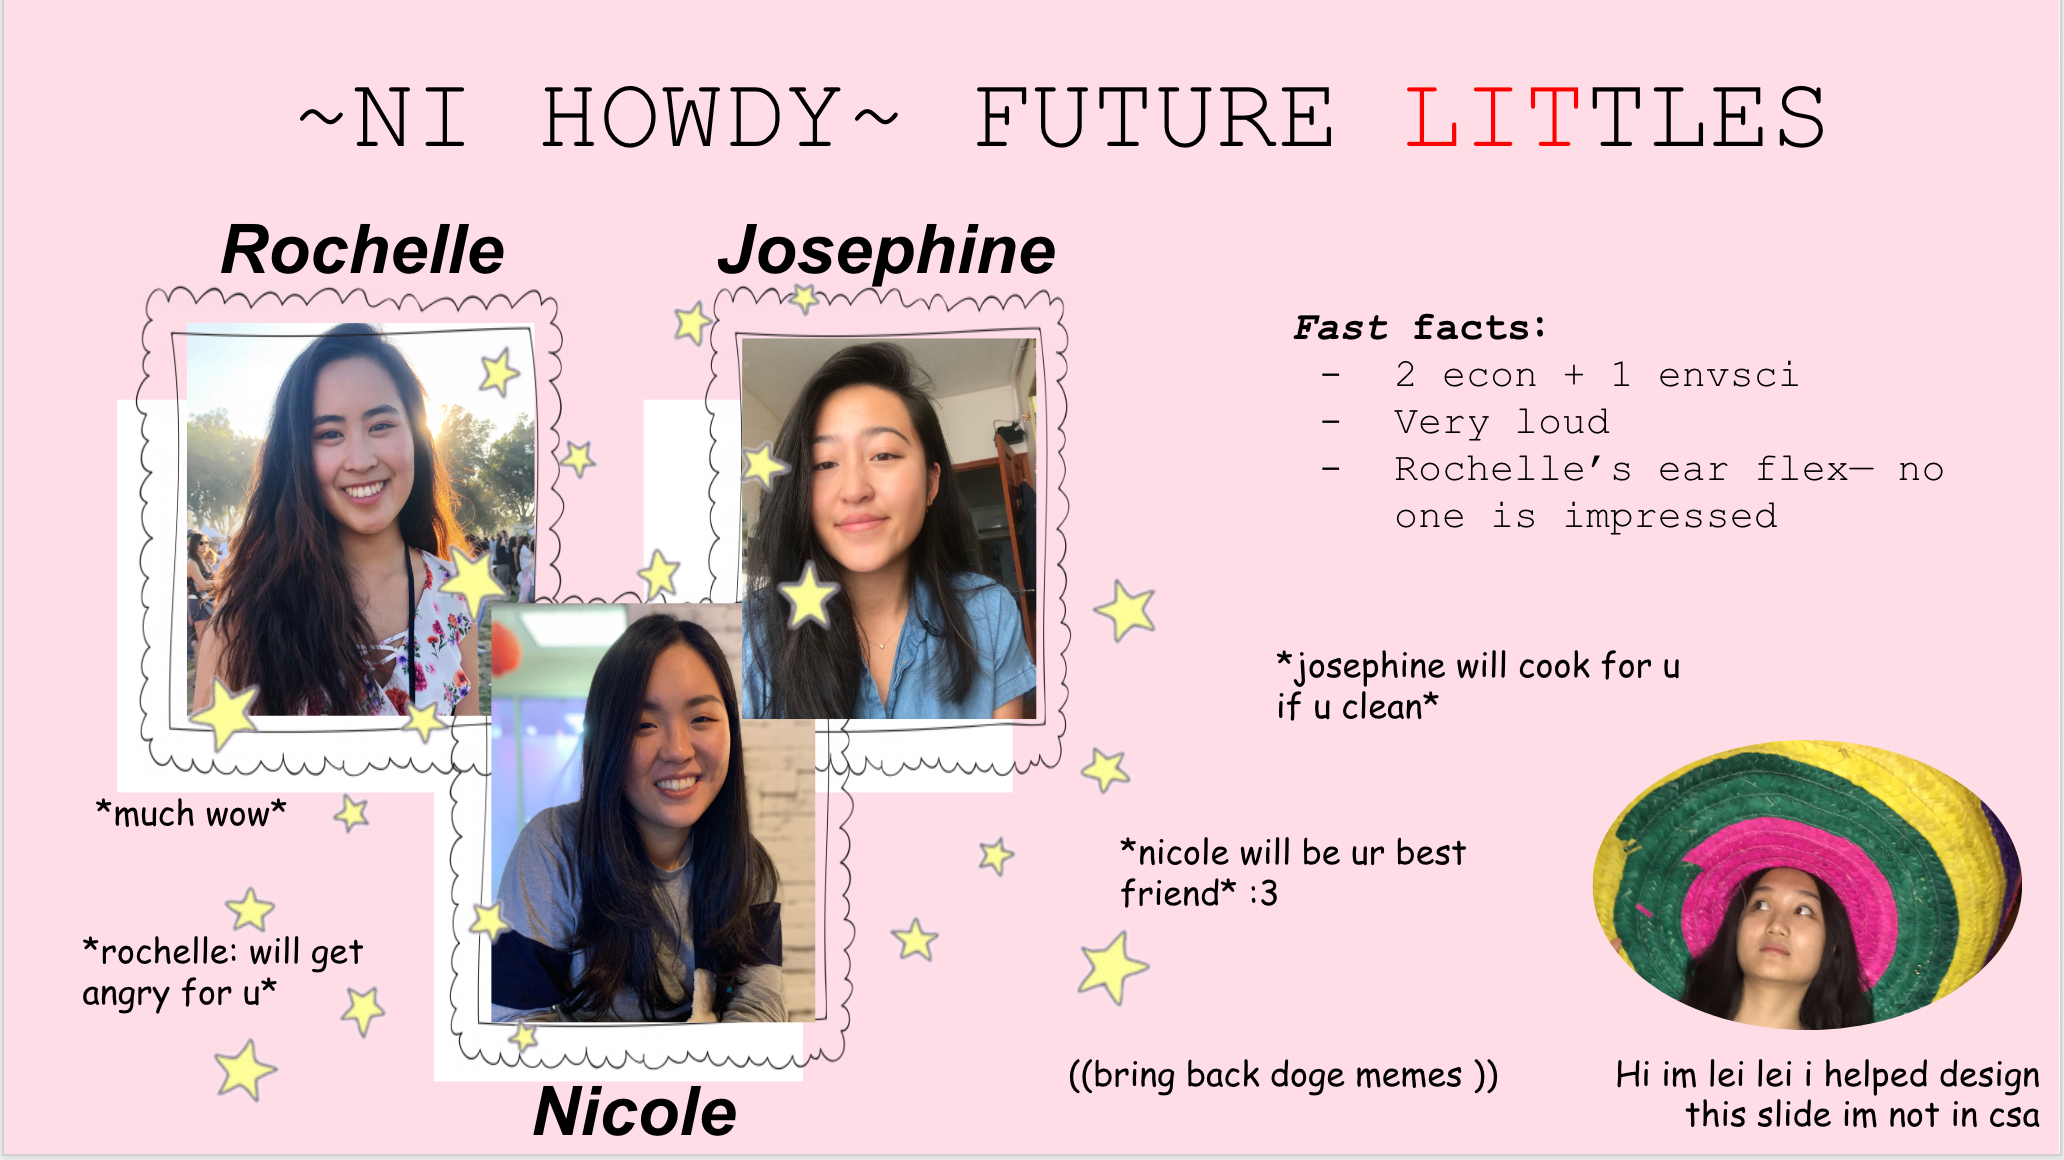 ~NI HOWDY~ FUTURE LITTLES
Rochelle
Josephine
Fast facts:
- 2 econ + 1 envsci
- Very loud
- Rochelle’s ear flex— no
one is impressed
*josephine will cook for u
if u clean*
*much wow*
*nicole will be ur best
friend* :3
*rochelle: will get
angry for u*
((bring back doge memes ))
Hi im lei lei i helped design
this slide im not in csa
Nicole